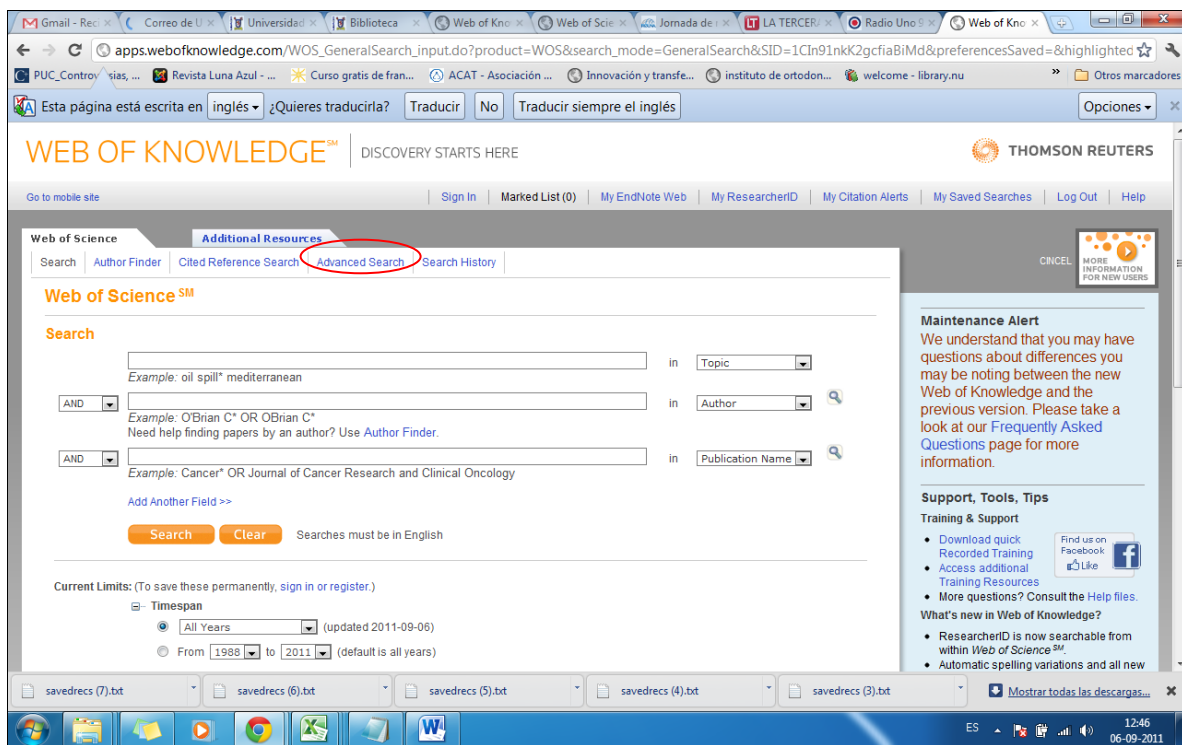 Gmail - Rec
Correo de U
Universidad
Biblioteca
Web of Kno
Web of Scie
Jornada de
LA TERCER
Radio Uno 9
Web of Kno
apps.webofknowledge.com/WOS_GeneralSearch_input.do?product=WOS&search_mode=GeneralSearch&SID=1CIn91nkK2gcfiaBiMd&preferencesSaved=&highlighted
PUC_Controv sias, ...
Revista Luna Azul - ...
Curso gratis de fran...
ACAT - Asociación ...
Innovación y transfe...
instituto de ortodon...
welcome - library.nu
»
Otros marcadores
Esta página está escrita en inglés ¿Quieres traducirla? Traducir No Traducir siempre el inglés Opciones
WEB OF KNOWLEDGE SM DISCOVERY STARTS HERE
THOMSON REUTERS
Go to mobile site
Sign In | Marked List (0) | My EndNote Web | My ResearcherID | My Citation Alerts | My Saved Searches | Log Out | Help
Web of Science Additional Resources
Search | Author Finder | Cited Reference Search | Advanced Search | Search History
Web of Science SM
Search
in Topic
Example: oil spill* mediterranean
AND in Author
Example: O'Brian C* OR OBrian C*
Need help finding papers by an author? Use Author Finder.
AND in Publication Name
Example: Cancer* OR Journal of Cancer Research and Clinical Oncology
Add Another Field >>
Search Clear Searches must be in English
Current Limits: (To save these permanently, sign in or register.)
Timespan
All Years (updated 2011-09-06)
From 1988 to 2011 (default is all years)
CINCEL
MORE
INFORMATION
FOR NEW USERS
Maintenance Alert
We understand that you may have
questions about differences you
may be noting between the new
Web of Knowledge and the
previous version. Please take a
look at our Frequently Asked
Questions page for more
information.
Support, Tools, Tips
Training & Support
Download quick
Recorded Training
Access additional
Training Resources
Find us on
Facebook
Like
More questions? Consult the Help files.
What's new in Web of Knowledge?
ResearcherID is now searchable from
within Web of Science SM.
Automatic spelling variations and all new
savedrecs (7).txt
savedrecs (6).txt
savedrecs (5).txt
savedrecs (4).txt
savedrecs (3).txt
Mostrar todas las descargas...
ES
12:46
06-09-2011